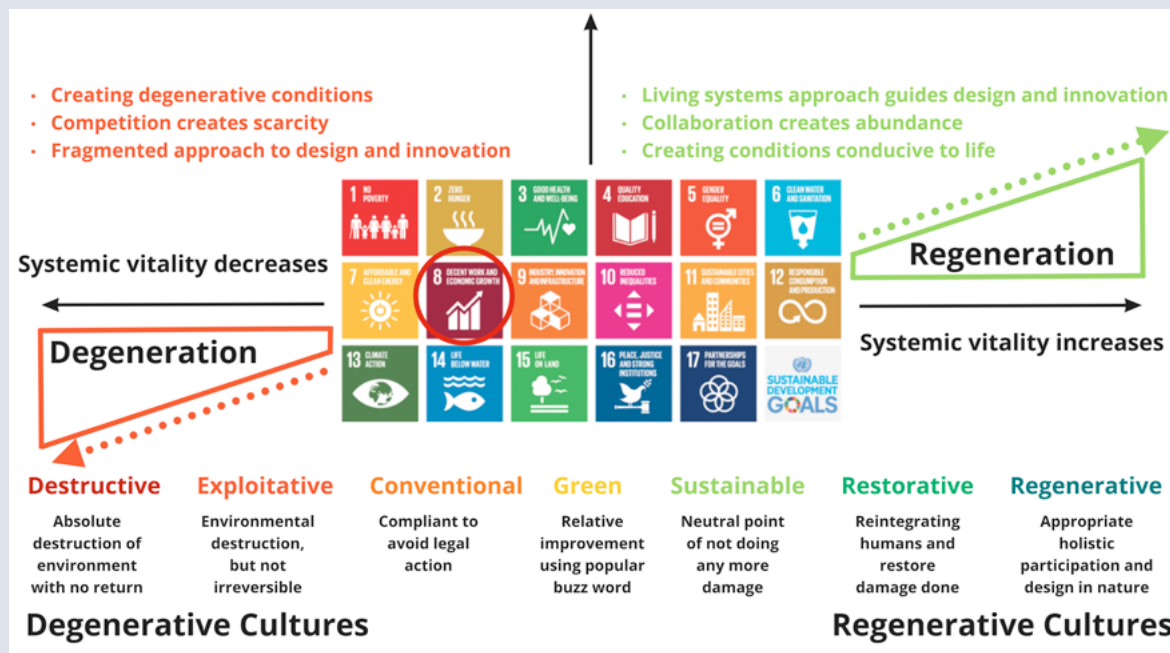 · Creating degenerative conditions
· Competition creates scarcity
· Fragmented approach to design and innovation
· Living systems approach guides design and innovation
· Collaboration creates abundance
· Creating conditions conducive to life
1 NO
POVERTY
2 ZERO
HUNGER
3 GOOD HEALTH
AND WELL-BEING
4 QUALITY
EDUCATION
5 GENDER
EQUALITY
6 CLEAN WATER
AND SANITATION
Systemic vitality decreases
7 AFFORDABLE AND
CLEAN ENERGY
8 DECENT WORK AND
ECONOMIC GROWTH
9 INDUSTRY, INNOVATION
AND INFRASTRUCTURE
10 REDUCED
INEQUALITIES
11 SUSTAINABLE CITIES
AND COMMUNITIES
12 RESPONSIBLE
CONSUMPTION
AND PRODUCTION
Regeneration
Systemic vitality increases
Degeneration
13 CLIMATE
ACTION
14 LIFE
BELOW WATER
15 LIFE
ON LAND
16 PEACE, JUSTICE
AND STRONG
INSTITUTIONS
17 PARTNERSHIPS
FOR THE GOALS
SUSTAINABLE
DEVELOPMENT
GOALS
Destructive
Absolute
destruction of
environment
with no return
Exploitative
Environmental
destruction,
but not
irreversible
Conventional
Compliant to
avoid legal
action
Green
Relative
improvement
using popular
buzz word
Sustainable
Neutral point
of not doing
any more
damage
Restorative
Reintegrating
humans and
restore
damage done
Regenerative
Appropriate
holistic
participation and
design in nature
Degenerative Cultures
Regenerative Cultures